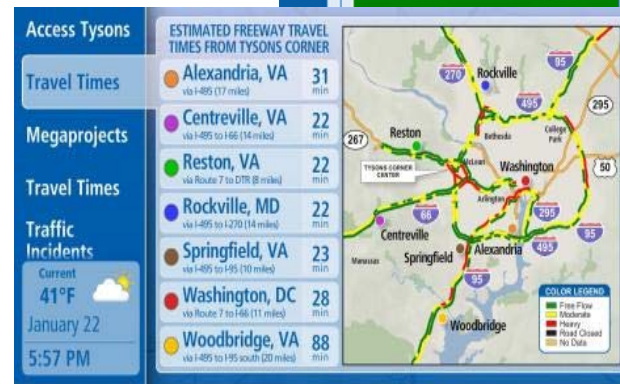 Access Tysons
Travel Times
Megaprojects
Travel Times
Traffic
Incidents
Current
41°F
January 22
5:57 PM
ESTIMATED FREEWAY TRAVEL
TIMES FROM TYSONS CORNER
Alexandria, VA 31
via I-495 (17 miles) min
Centreville, VA 22
via I-495 to I-66 (14 miles) min
Reston, VA 22
via Route 7 to DTR (8 miles) min
Rockville, MD 22
via I-495 to I-270 (14 miles) min
Springfield, VA 23
via I-495 to I-95 (10 miles) min
Washington, DC 28
via Route 7 to I-66 (11 miles) min
Woodbridge, VA 88
via I-495 to I-95 south (20 miles) min
95
270
Rockville
495
295
267
Reston
Bethesda
College
Park
TYSONS CORNER
CENTER
McLean
Washington
50
Arlington
66
295
Centreville
95
Manassas
Springfield
Alexandria
495
95
Woodbridge
COLOR LEGEND
Free Flow
Moderate
Heavy
Road Closed
No Data